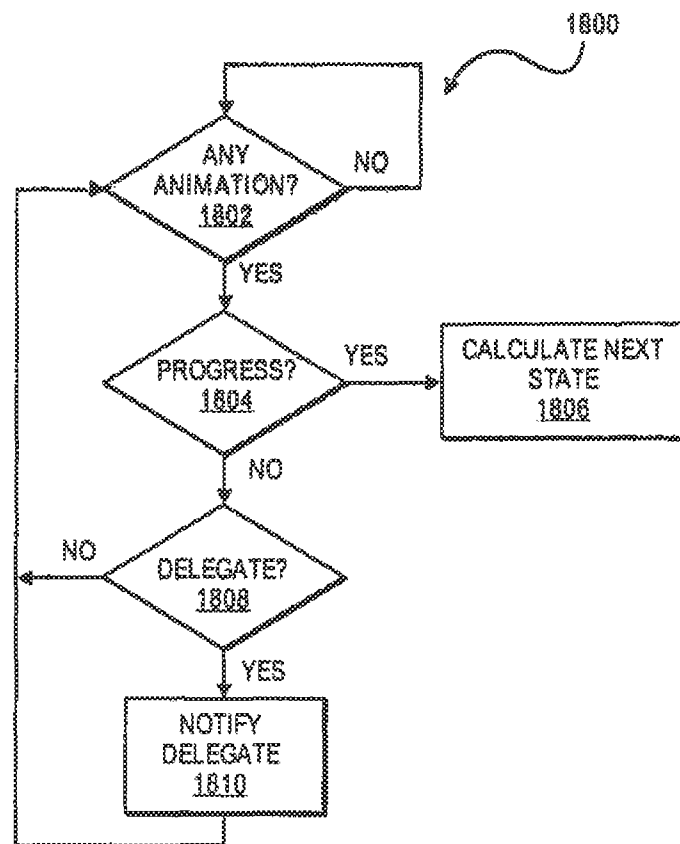 1800
ANY
ANIMATION?
1802
NO
YES
PROGRESS?
1804
YES
CALCULATE NEXT
STATE
1806
NO
NO
DELEGATE?
1808
YES
NOTIFY
DELEGATE
1810